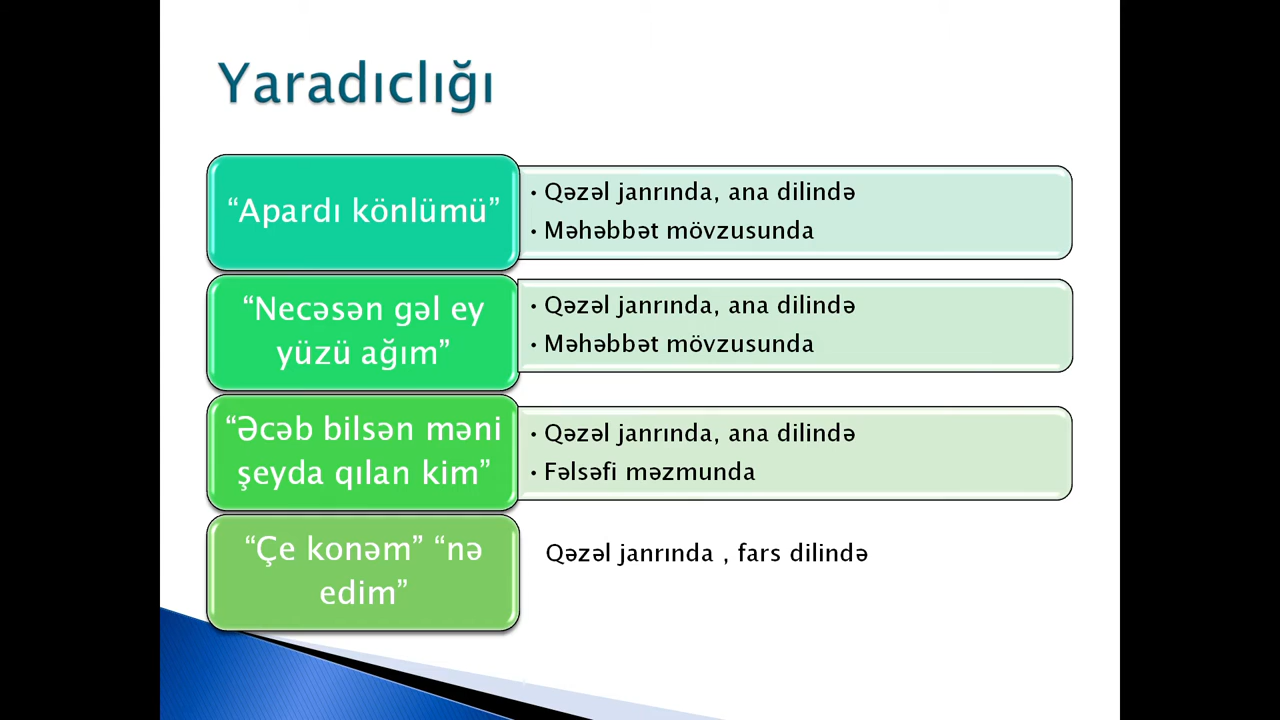 Yaradıclığı
“Apardı könlümü”
• Qəzəl janrında, ana dilində
• Məhəbbət mövzusunda
“Necəsən gəl ey
yüzü ağım”
• Qəzəl janrında, ana dilində
• Məhəbbət mövzusunda
“Əcəb bilsən məni
şeyda qılan kim”
• Qəzəl janrında, ana dilində
• Fəlsəfi məzmunda
“Çe konəm” “nə
edim”
Qəzəl janrında , fars dilində